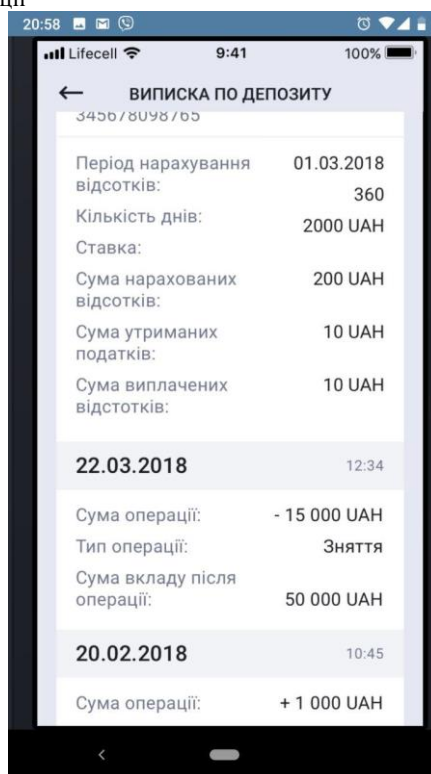 ції
20:58
Lifecell 9:41 100%
← ВИПИСКА ПО ДЕПОЗИТУ
345678098765
Період нарахування 01.03.2018
відсотків: 360
Кількість днів: 2000 UAH
Ставка:
Сума нарахованих 200 UAH
відсотків:
Сума утриманих 10 UAH
податків:
Сума виплачених 10 UAH
відстотків:
22.03.2018 12:34
Сума операції: - 15 000 UAH
Тип операції: Зняття
Сума вкладу після
операції: 50 000 UAH
20.02.2018 10:45
Сума операції: + 1 000 UAH